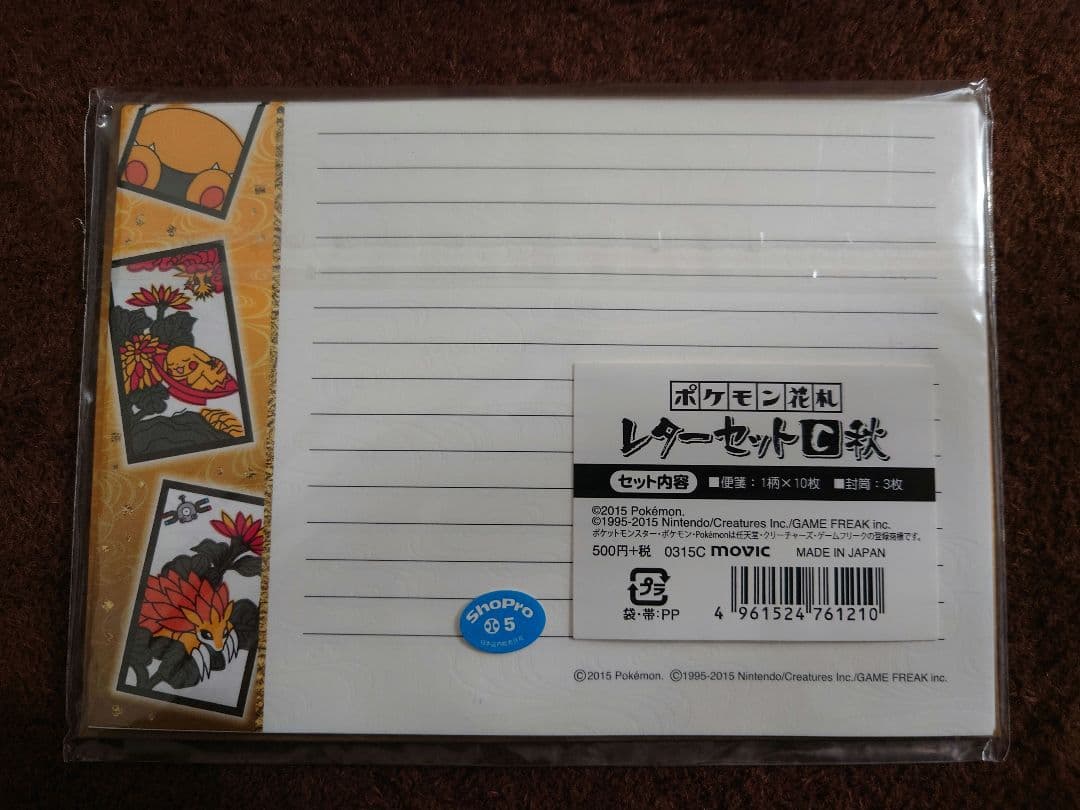 ポケモン花札
レターセットC秋
セット内容 ■便箋:1柄×10枚 ■封筒:3枚
©2015 Pokémon.
©1995-2015 Nintendo/Creatures Inc./GAME FREAK inc.
ポケットモンスター・ポケモン・Pokémonは任天堂・クリーチャーズ・ゲームフリークの登録商標です。
500円+税 0315C movic MADE IN JAPAN
プラ
袋・帯:PP
4 961524 761210
ShoPro
5
©2015 Pokémon. ©1995-2015 Nintendo/Creatures Inc./GAME FREAK inc.